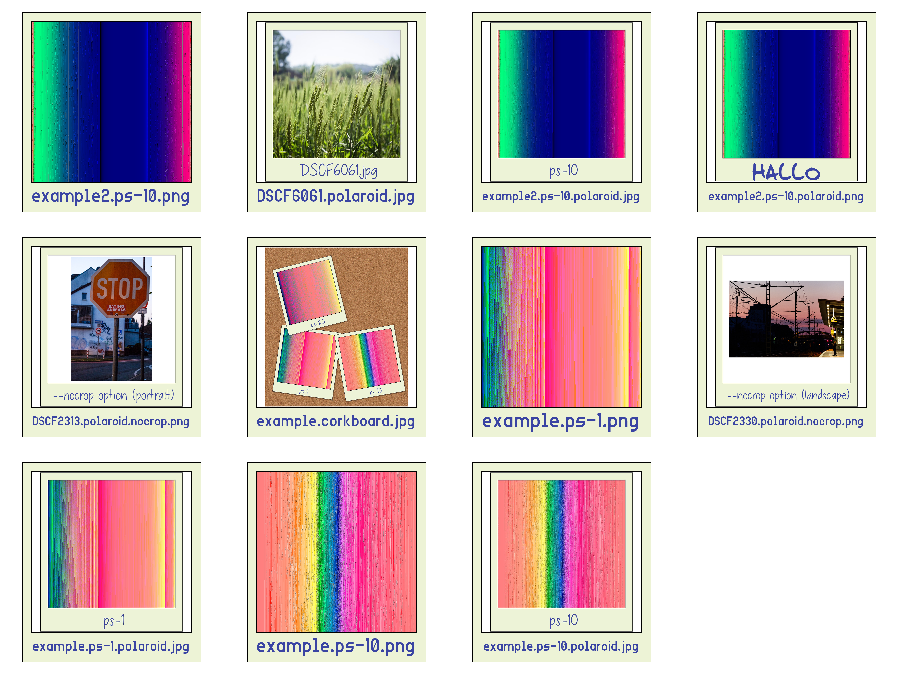 example2.ps-10.png
DSCF6061.jpg
DSCF6061.polaroid.jpg
ps-10
example2.ps-10.polaroid.jpg
HALLO
example2.ps-10.polaroid.png
STOP
--nocrop option (portrait)
DSCF2313.polaroid.nocrop.png
example.corkboard.jpg
example.ps-1.png
--nocrop option (landscape)
DSCF2330.polaroid.nocrop.png
ps-1
example.ps-1.polaroid.jpg
example.ps-10.png
ps-10
example.ps-10.polaroid.jpg